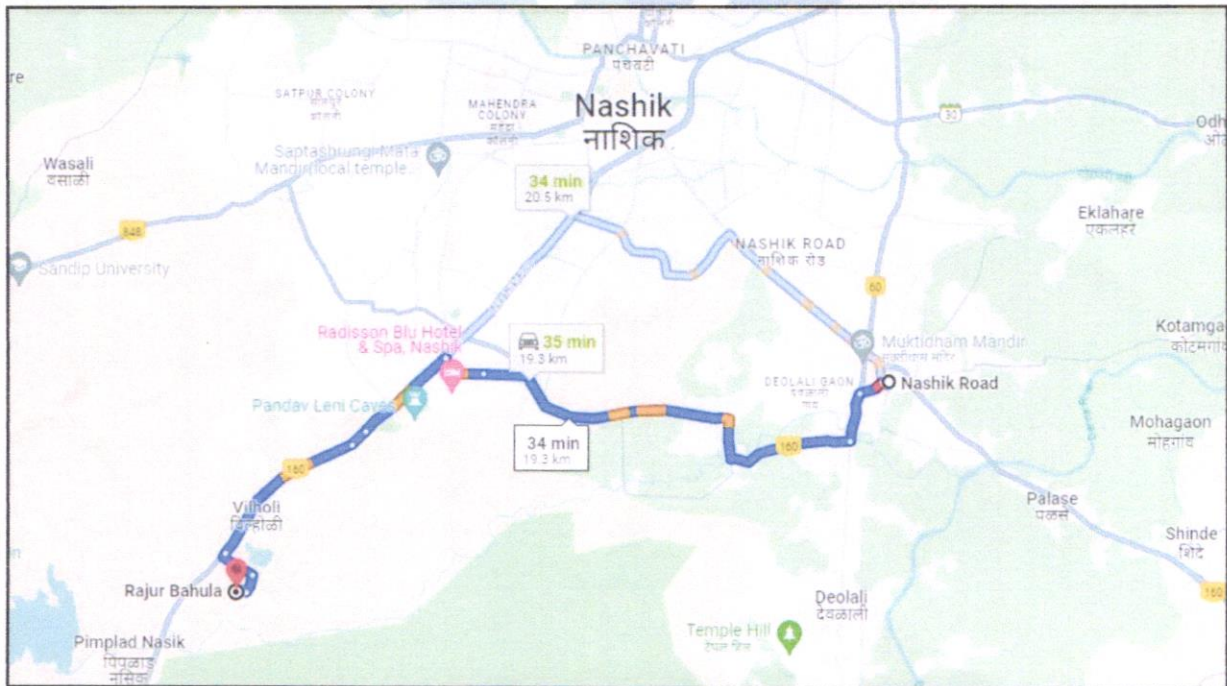 PANCHAVATI
पंचवटी
re
SATPUR COLONY
MAHENDRA
COLONY
Nashik
नाशिक
30
Odh
Wasali
वसाळी
Saptashrungi Mata
Mandir(local temple...
34 min
20.5 km
Eklahare
एकलहरे
848
Sandip University
NASHIK ROAD
नाशिक रोड
60
Radisson Blu Hotel
& Spa, Nashik
35 min
19.3 km
Muktidham Mandir
Kotamga
Nashik Road
DEOLALI GAON
Pandav Leni Caves
34 min
19.3 km
160
Mohagaon
मोहगांव
160
Vilholi
विल्होळी
Palase
पळसे
Shinde
शिंदे
160
Rajur Bahula
Deolali
देवळाली
Temple Hill
टेंपल हिल
Pimplad Nasik
पिंपळाड
नासिक